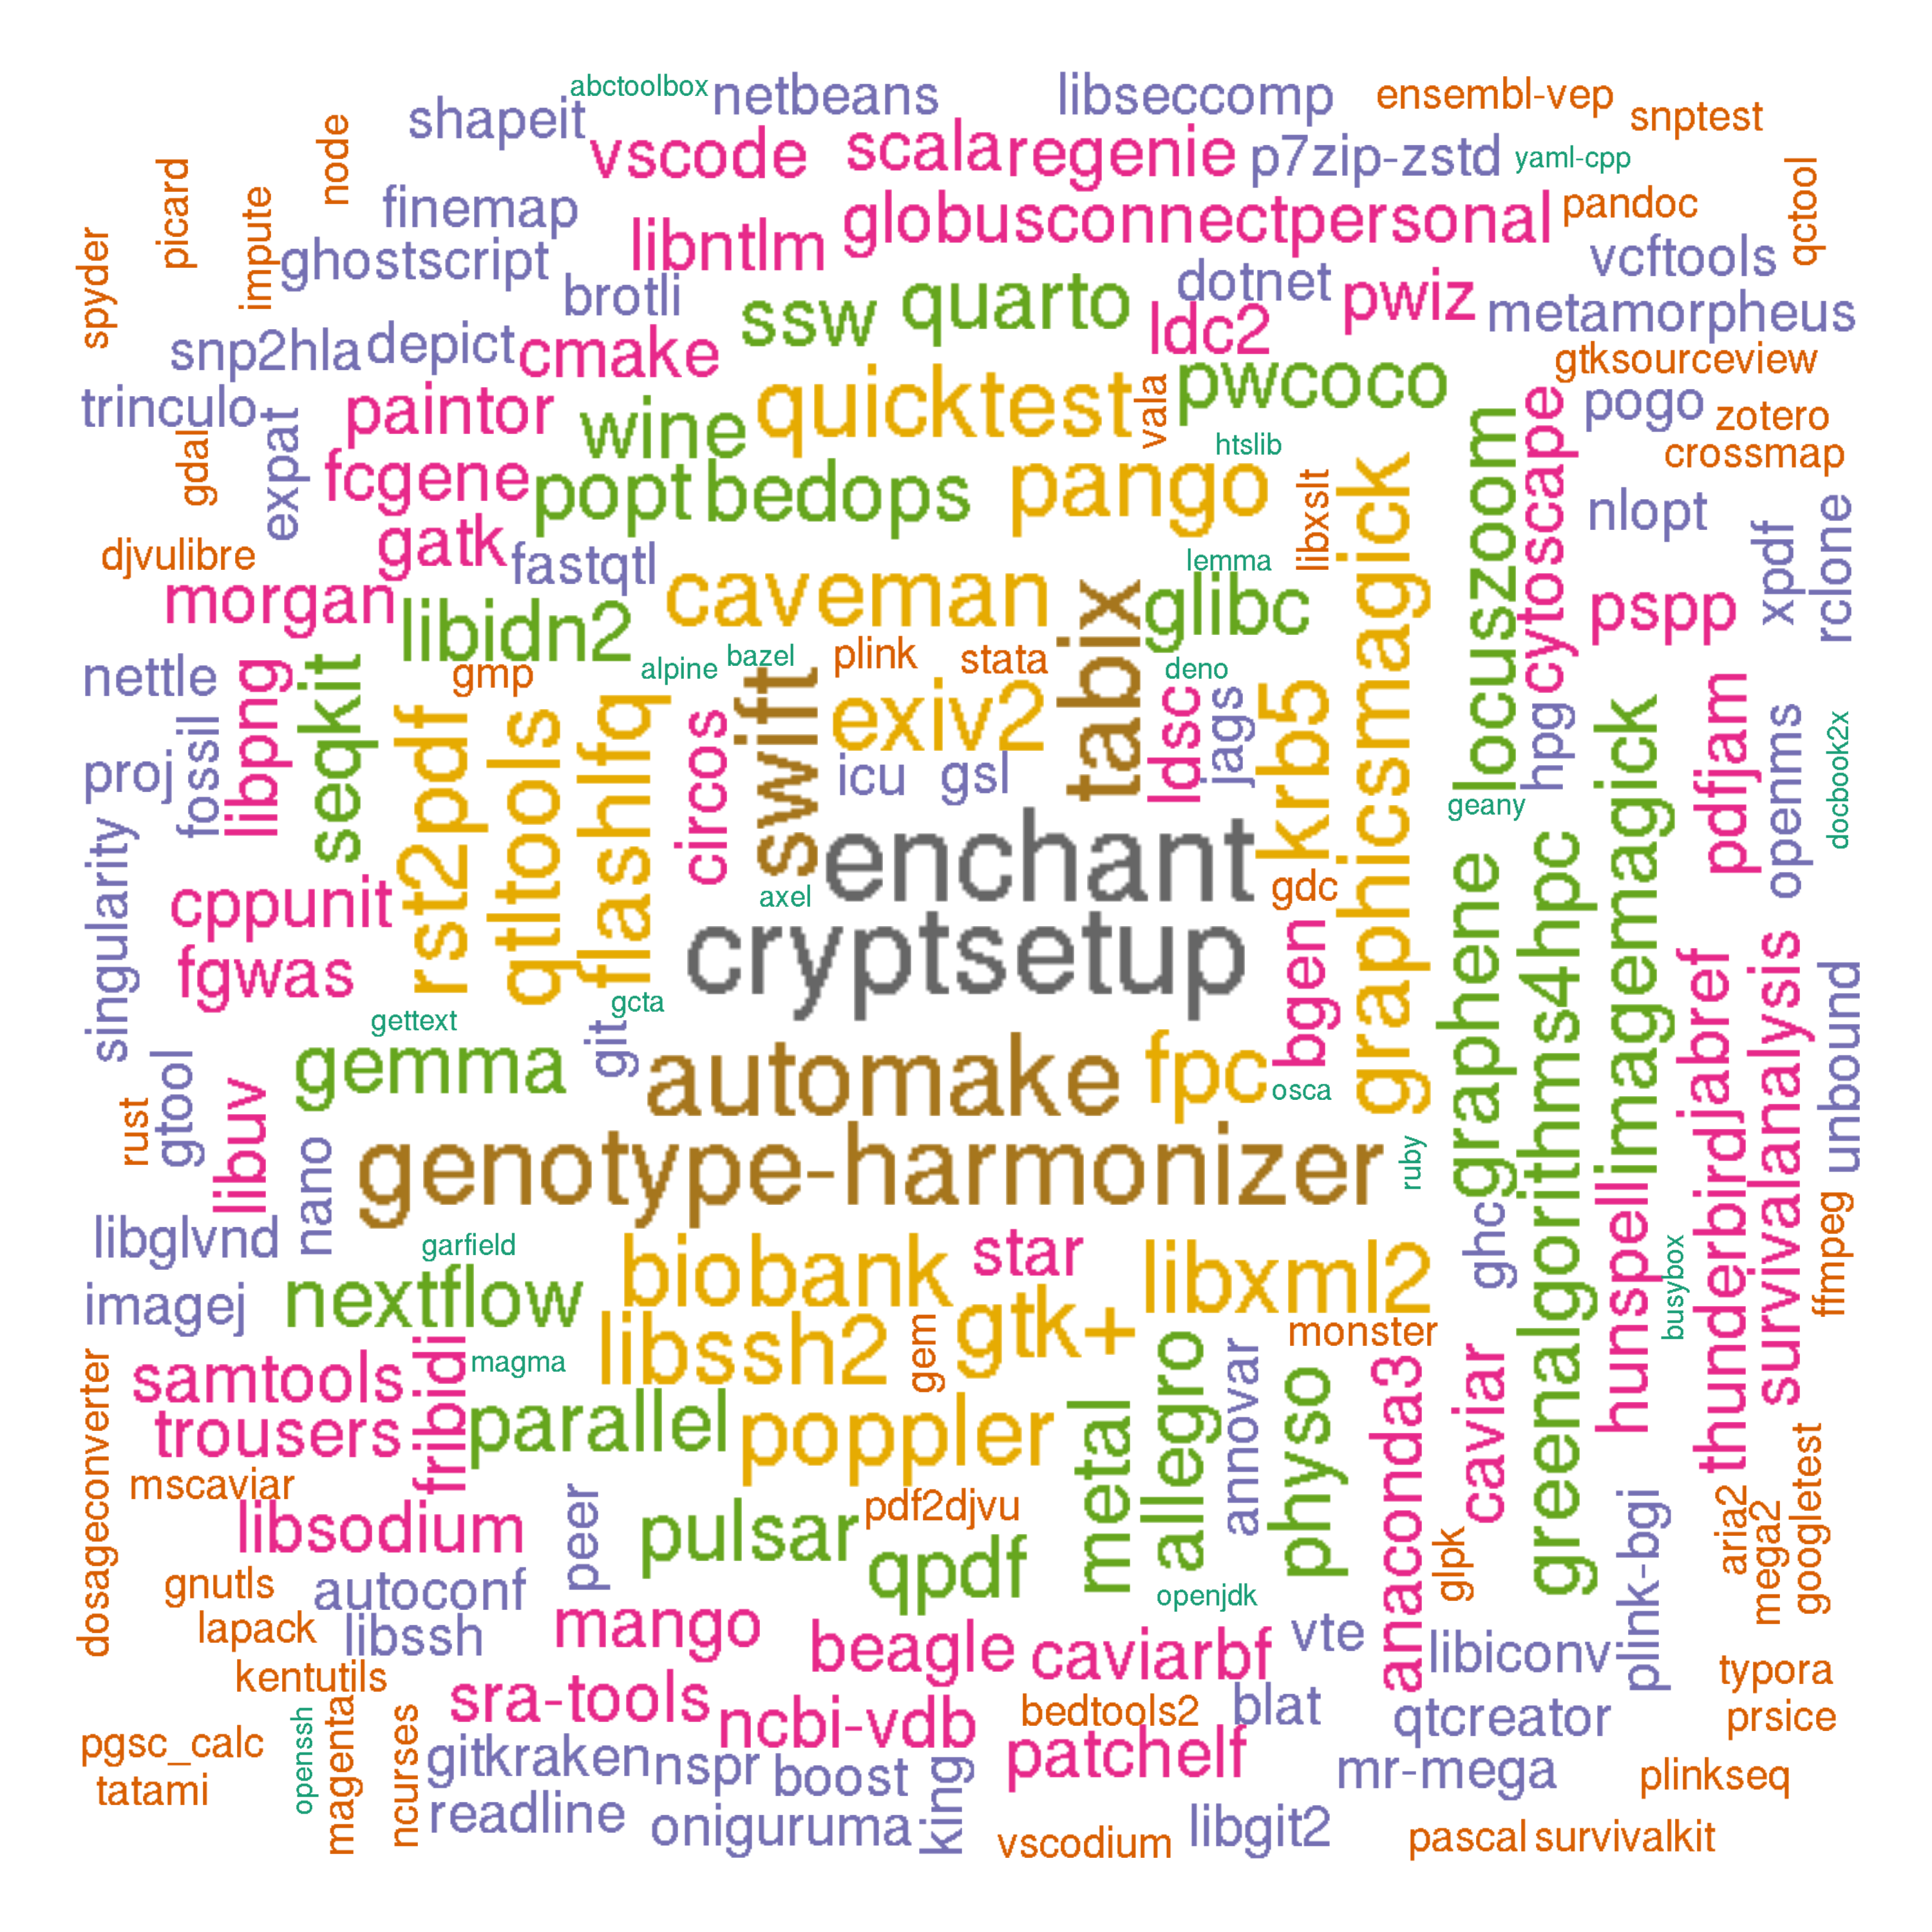 abctoolbox
netbeans
libseccomp
ensembl-vep
snptest
shapeit
node
vscode
scala
regenie
p7zip-zstd
yaml-cpp
picard
impute
finemap
globusconnectpersonal
pandoc
qctool
spyder
ghostscript
libntlm
vcftools
brotli
dotnet
pwiz
metamorpheus
ssw
quarto
ldc2
snp2hla
depict
cmake
gtksourceview
trinculo
expat
paintor
wine
quicktest
vala
pwcoco
pogo
zotero
gdal
htslib
crossmap
fcgene
popt
bedops
pango
libxslt
graphicsmagick
locuszoom
cytoscape
nlopt
xpdf
rclone
djvulibre
gatk
fastqtl
lemma
morgan
libidn2
caveman
tabix
glibc
pspp
nettle
libpng
seqkit
gmp
alpine
bazel
plink
stata
deno
proj
fossil
rst2pdf
qtltools
flashlfq
circos
swift
exiv2
icu
gsl
ldsc
jags
krb5
hpg
geany
imagemagick
pdfjam
openms
docbook2x
singularity
cppunit
axel
enchant
gdc
fgwas
cryptsetup
bgen
graphene
greenalgorithms4hpc
jabref
survivalanalysis
unbound
gettext
gcta
git
gemma
automake
fpc
osca
rust
gtool
libuv
nano
genotype-harmonizer
ruby
libglvnd
garfield
biobank
star
libxml2
ghc
hunspell
busybox
thunderbird
ffmpeg
imagej
nextflow
fribidi
magma
libssh2
gem
gtk+
monster
dosageconverter
samtools
trousers
parallel
poppler
metal
allegro
annovar
physo
anaconda3
caviar
mscaviar
libsodium
peer
pulsar
pdf2djvu
qpdf
glpk
plink-bgi
aria2
mega2
googletest
gnutls
autoconf
openjdk
lapack
libssh
mango
beagle
caviarbf
vte
libiconv
kentutils
typora
sra-tools
ncbi-vdb
bedtools2
blat
qtcreator
prsice
pgsc_calc
openssh
magenta
ncurses
gitkraken
nspr
boost
king
patchelf
mr-mega
plinkseq
tatami
readline
oniguruma
vscodium
libgit2
pascal
survivalkit